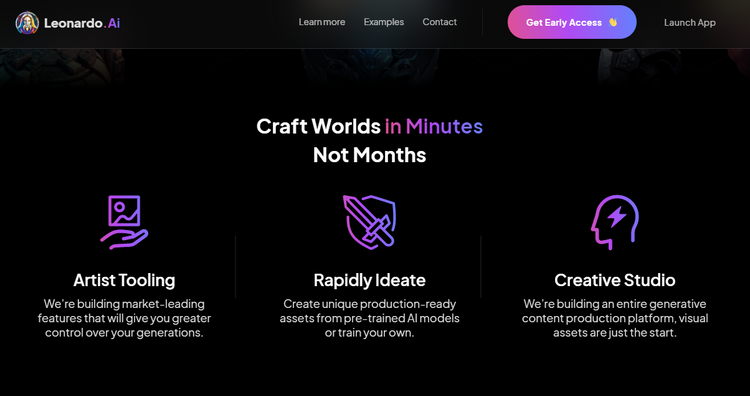 Leonardo.Ai
Learn more
Examples
Contact
Get Early Access
Launch App
Craft Worlds in Minutes
Not Months
Artist Tooling
We're building market-leading
features that will give you greater
control over your generations.
Rapidly Ideate
Create unique production-ready
assets from pre-trained AI models
or train your own.
Creative Studio
We're building an entire generative
content production platform, visual
assets are just the start.